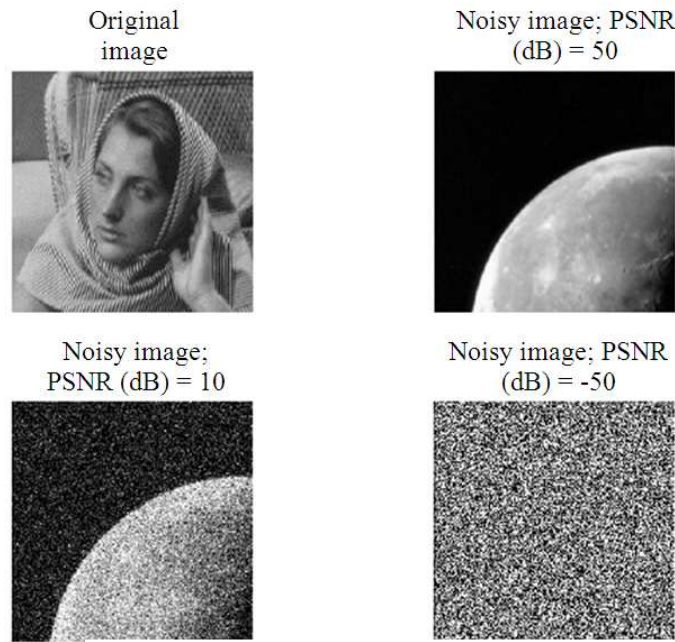 Original
image
Noisy image; PSNR
(dB) = 50
Noisy image;
PSNR (dB) = 10
Noisy image; PSNR
(dB) = -50